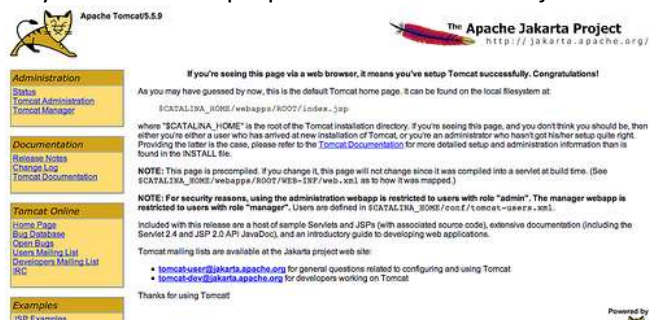 Apache Tomcat/5.5.9
The Apache Jakarta Project
http://jakarta.apache.org/
Administration
Status
Tomcat Administration
Tomcat Manager
Documentation
Release Notes
Change Log
Tomcat Documentation
Tomcat Online
Home Page
Bug Database
Open Bugs
Users Mailing List
Developers Mailing List
IRC
Examples
JSP Examples
If you're seeing this page via a web browser, it means you've setup Tomcat successfully. Congratulations!
As you may have guessed by now, this is the default Tomcat home page. It can be found on the local filesystem at:
$CATALINA_HOME/webapps/ROOT/index.jsp
where "$CATALINA_HOME" is the root of the Tomcat installation directory. If you're seeing this page, and you don't think you should be, then
either you're either a user who has arrived at new installation of Tomcat, or you're an administrator who hasn't got his/her setup quite right.
Providing the latter is the case, please refer to the Tomcat Documentation for more detailed setup and administration information than is
found in the INSTALL file.
NOTE: This page is precompiled. If you change it, this page will not change since it was compiled into a servlet at build time. (See
$CATALINA_HOME/webapps/ROOT/WEB-INF/web.xml as to how it was mapped.)
NOTE: For security reasons, using the administration webapp is restricted to users with role "admin". The manager webapp is
restricted to users with role "manager". Users are defined in $CATALINA_HOME/conf/tomcat-users.xml.
Included with this release are a host of sample Servlets and JSPs (with associated source code), extensive documentation (including the
Servlet 2.4 and JSP 2.0 API JavaDoc), and an introductory guide to developing web applications.
Tomcat mailing lists are available at the Jakarta project web site:
tomcat-user@jakarta.apache.org for general questions related to configuring and using Tomcat
tomcat-dev@jakarta.apache.org for developers working on Tomcat
Thanks for using Tomcat!
Powered by